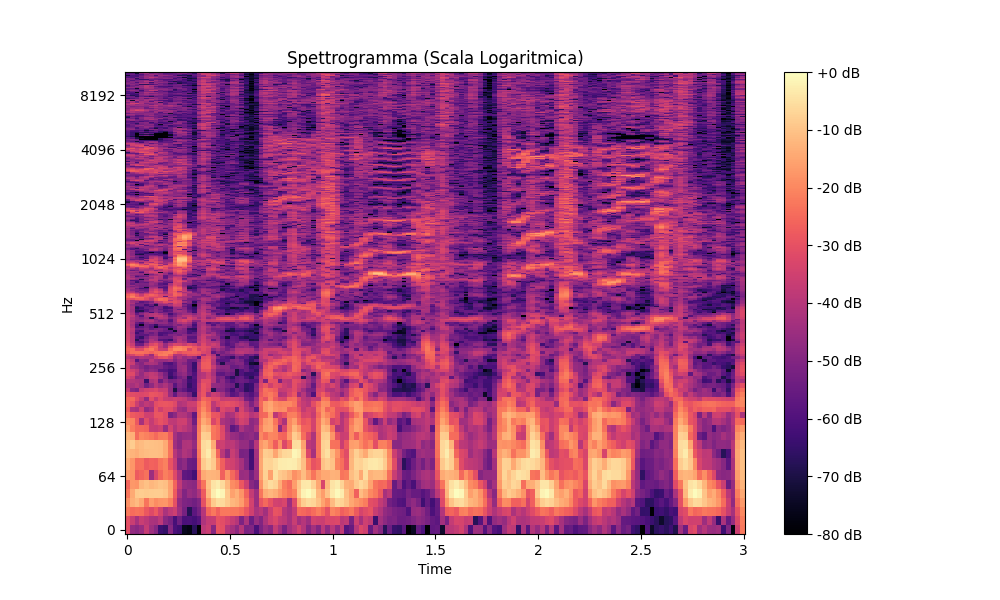 Spettrogramma (Scala Logaritmica)
Hz
8192
4096
2048
1024
512
256
128
64
0
0 0.5 1 1.5 2 2.5 3
Time
+0 dB
-10 dB
-20 dB
-30 dB
-40 dB
-50 dB
-60 dB
-70 dB
-80 dB